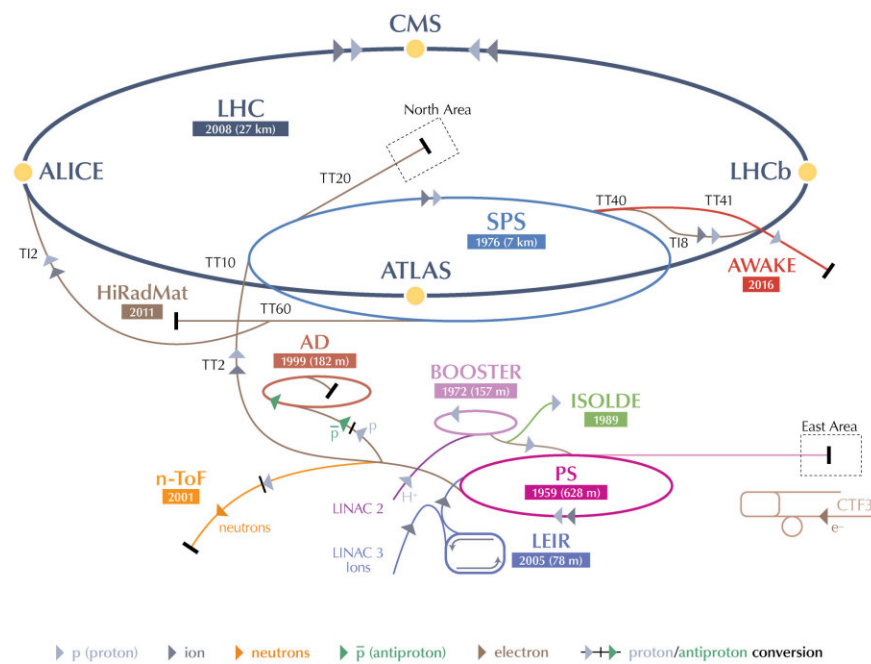 CMS
LHC
2008 (27 km)
North Area
ALICE
LHCb
TT20
TT40
TT41
SPS
1976 (7 km)
TI8
TI2
TT10
ATLAS
AWAKE
2016
HiRadMat
2011
TT60
AD
1999 (182 m)
TT2
BOOSTER
1972 (157 m)
ISOLDE
1989
p
p̅
East Area
n-ToF
2001
PS
1959 (628 m)
H⁺
LINAC 2
neutrons
CTF3
e⁻
LINAC 3
Ions
LEIR
2005 (78 m)
p (proton) ion neutrons p̅ (antiproton) electron proton/antiproton conversion